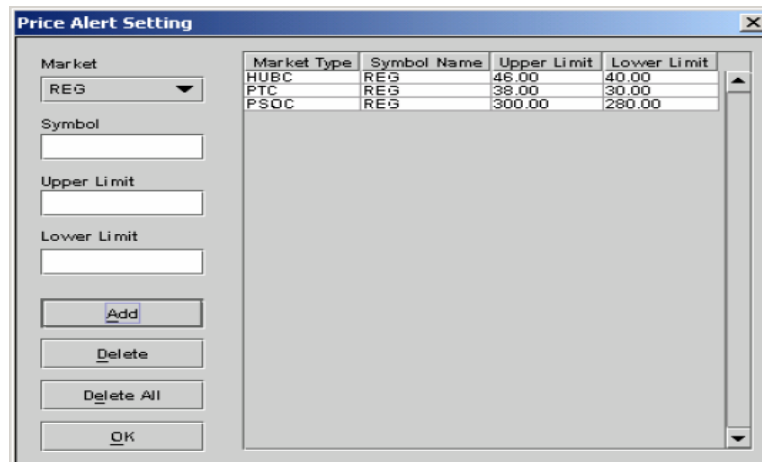 Price Alert Setting
Market
REG
Symbol
Upper Limit
Lower Limit
Add
Delete
Delete All
OK
Market Type Symbol Name Upper Limit Lower Limit
HUBC REG 46.00 40.00
PTC REG 38.00 30.00
PSOC REG 300.00 280.00